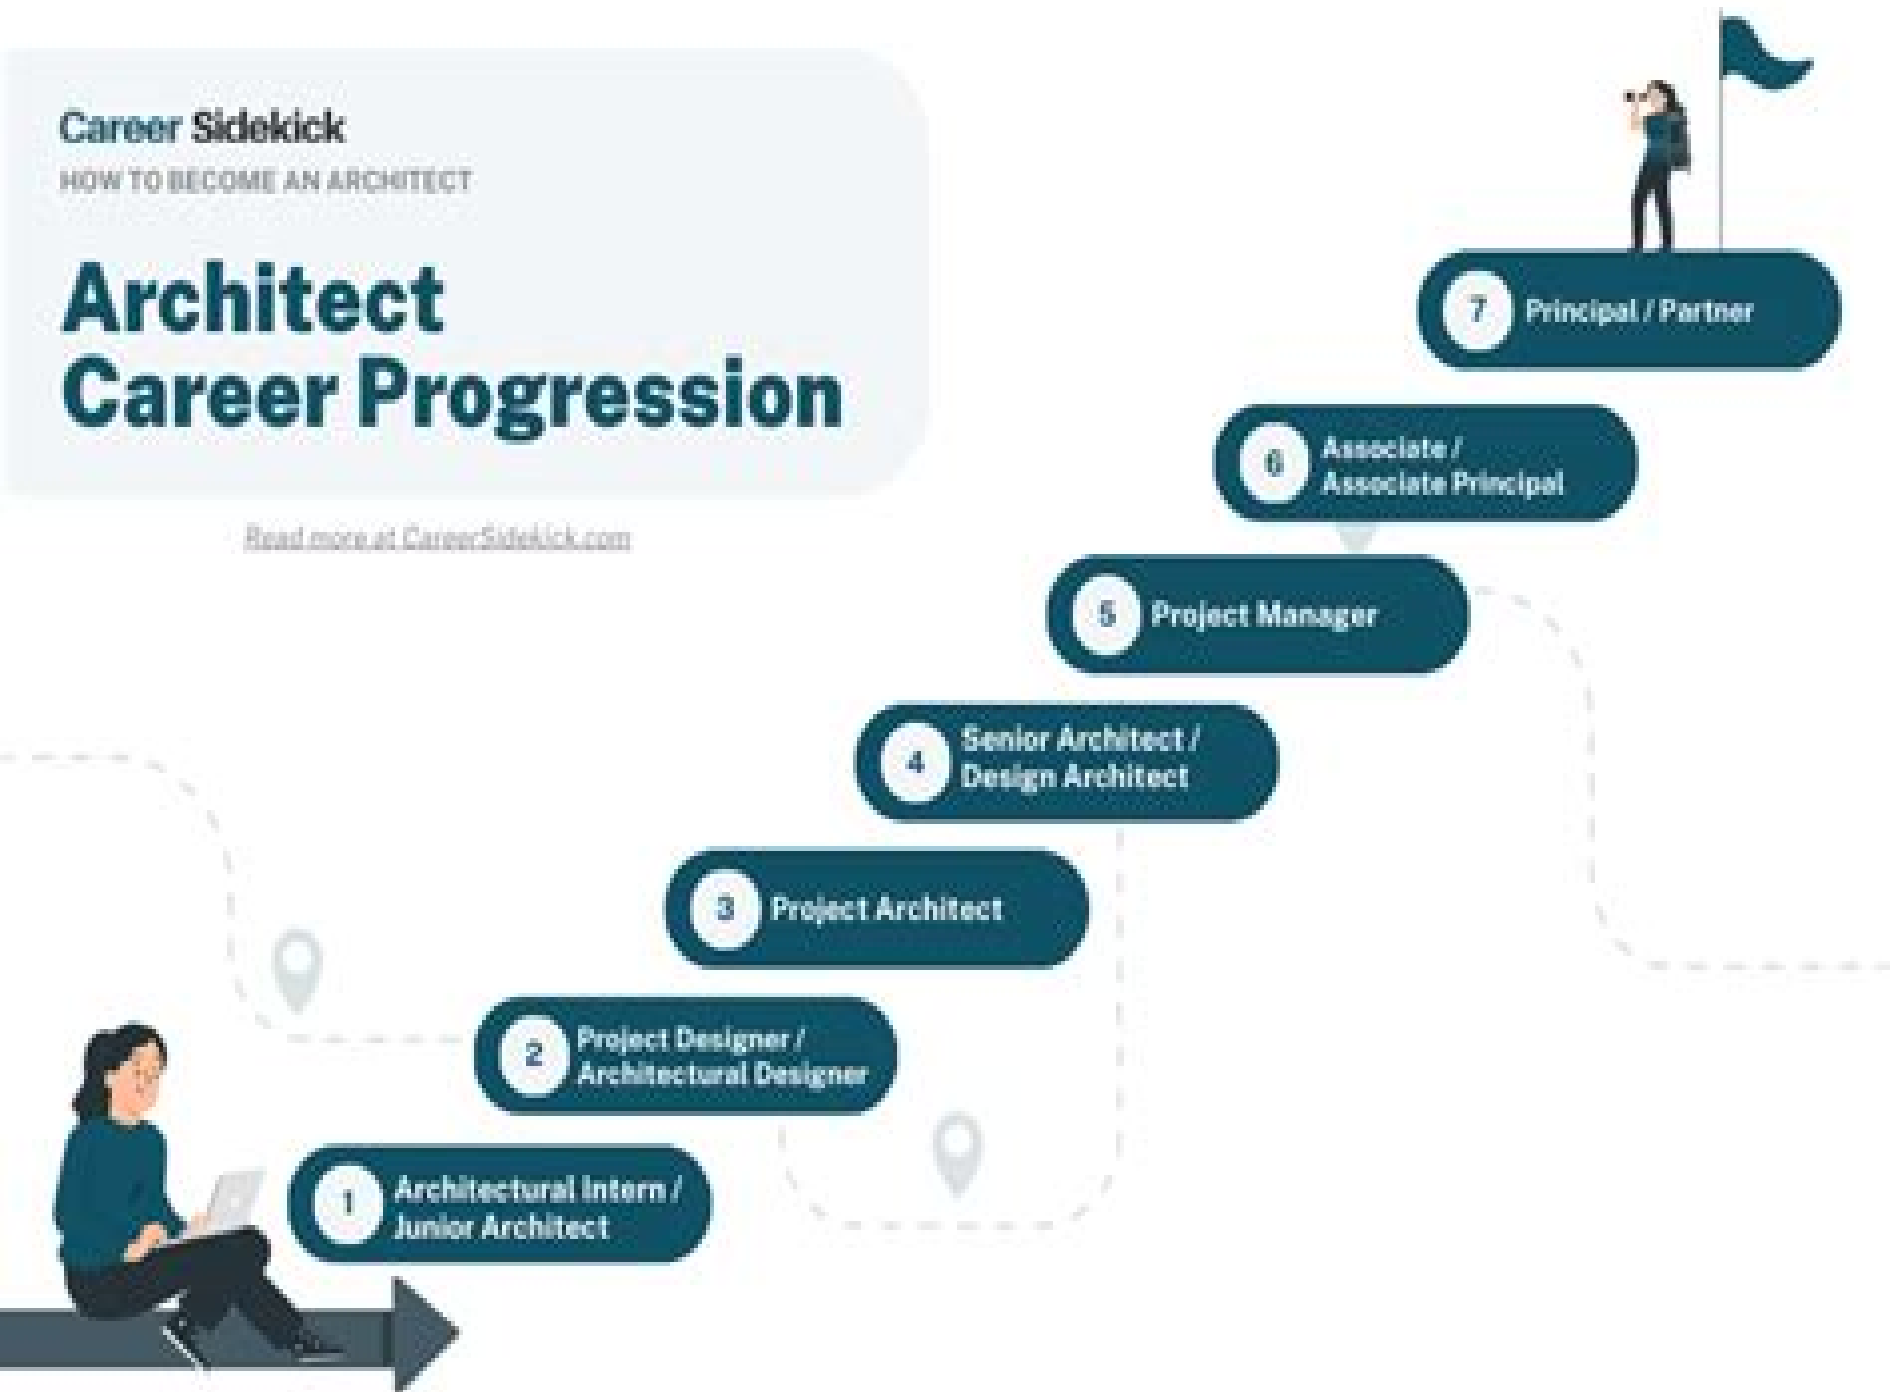 Career Sidekick
HOW TO BECOME AN ARCHITECT
Architect
Career Progression
Read more at CareerSidekick.com
7 Principal / Partner
6 Associate /
Associate Principal
5 Project Manager
4 Senior Architect /
Design Architect
3 Project Architect
2 Project Designer /
Architectural Designer
1 Architectural Intern /
Junior Architect